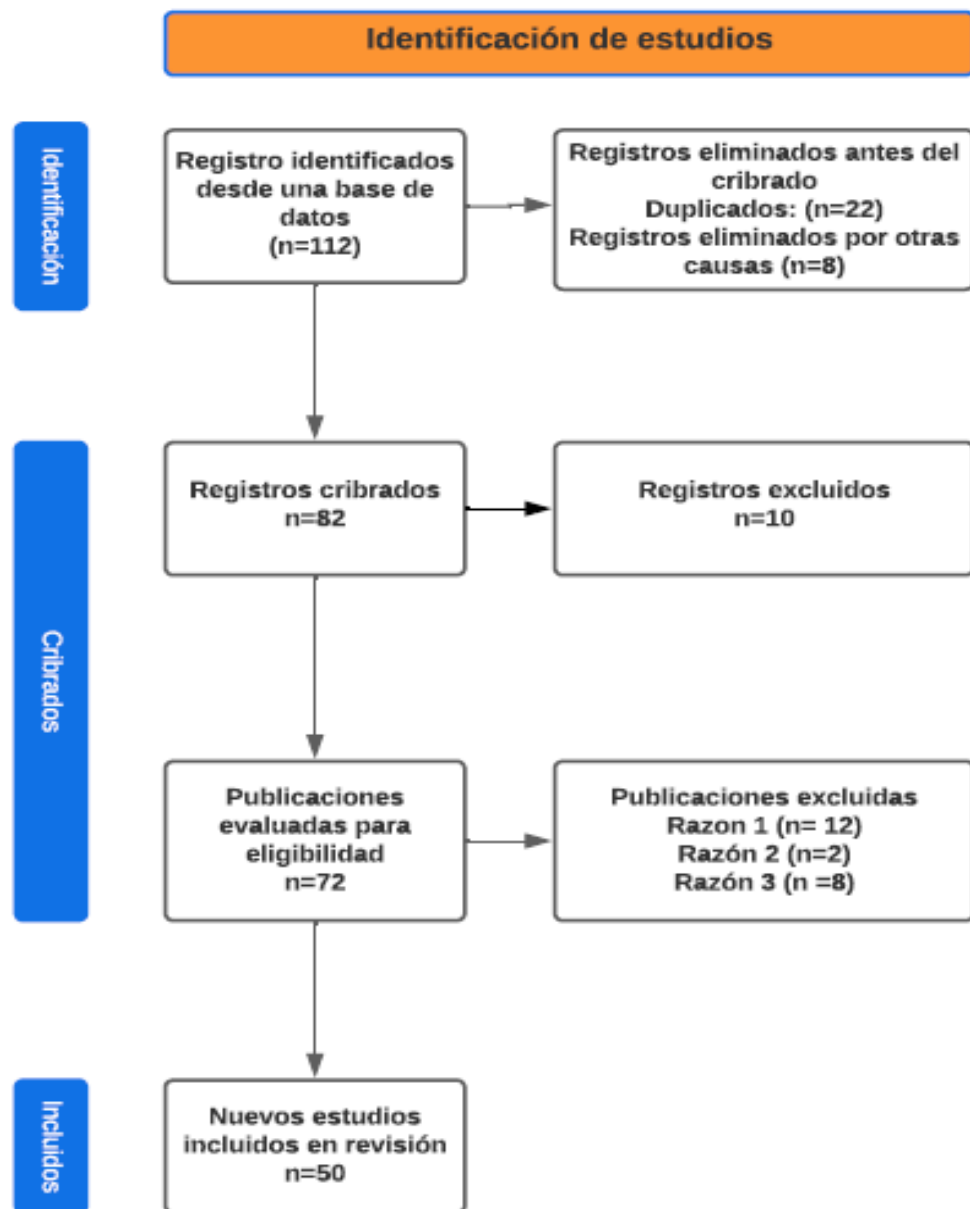 Identificación de estudios
Identificación
Registro identificados
desde una base de
datos
(n=112)
Registros eliminados antes del
cribrado
Duplicados: (n=22)
Registros eliminados por otras
causas (n=8)
Cribrados
Registros cribrados
n=82
Registros excluidos
n=10
Publicaciones
evaluadas para
eligibilidad
n=72
Publicaciones excluidas
Razon 1 (n= 12)
Razón 2 (n=2)
Razón 3 (n =8)
Incluidos
Nuevos estudios
incluidos en revisión
n=50